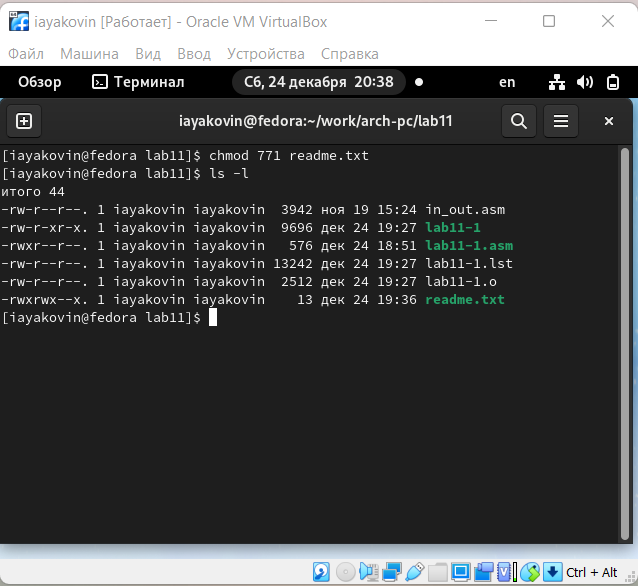 iayakovin [Работает] - Oracle VM VirtualBox
Файл Машина Вид Ввод Устройства Справка
Обзор Терминал Сб, 24 декабря 20:38 en
iayakovin@fedora:~/work/arch-pc/lab11
[iayakovin@fedora lab11]$ chmod 771 readme.txt
[iayakovin@fedora lab11]$ ls -l
итого 44
-rw-r--r--. 1 iayakovin iayakovin  3942 ноя 19 15:24 in_out.asm
-rw-r-xr-x. 1 iayakovin iayakovin  9696 дек 24 19:27 lab11-1
-rwxr--r--. 1 iayakovin iayakovin   576 дек 24 18:51 lab11-1.asm
-rw-r--r--. 1 iayakovin iayakovin 13242 дек 24 19:27 lab11-1.lst
-rw-r--r--. 1 iayakovin iayakovin  2512 дек 24 19:27 lab11-1.o
-rwxrwx--x. 1 iayakovin iayakovin    13 дек 24 19:36 readme.txt
[iayakovin@fedora lab11]$
Ctrl + Alt